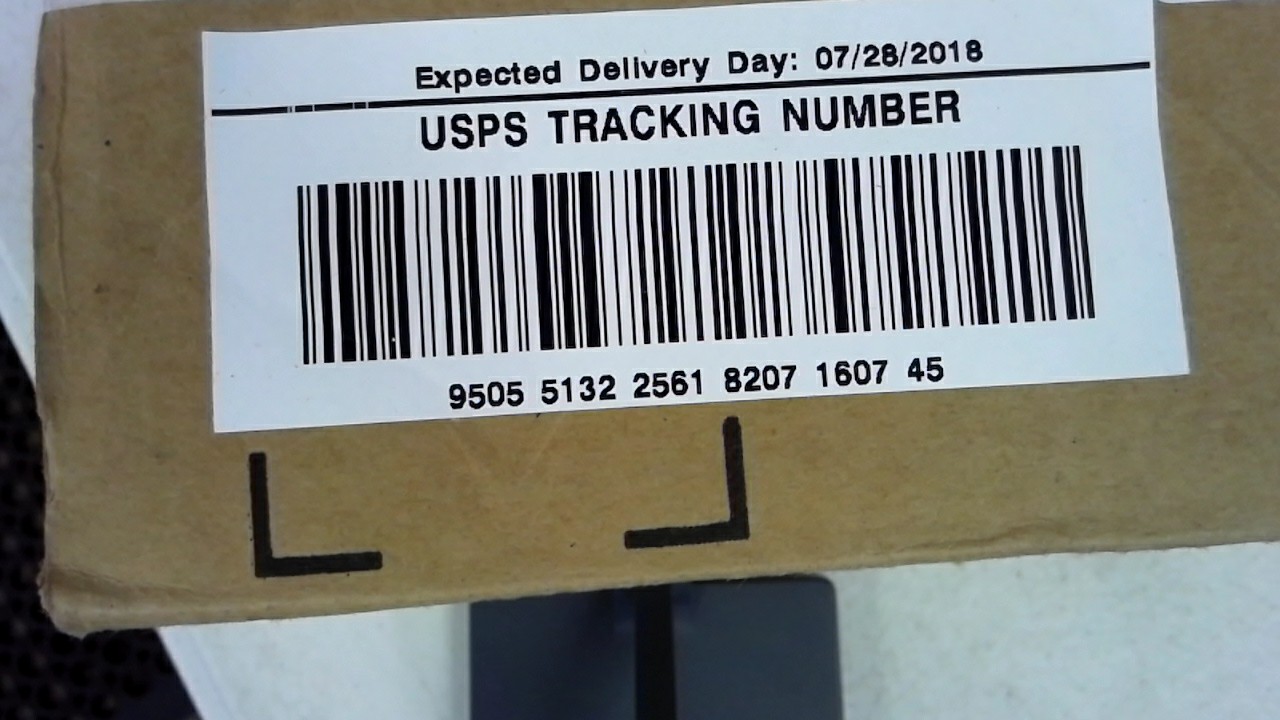 Expected Delivery Day: 07/28/2018
USPS TRACKING NUMBER
9505 5132 2561 8207 1607 45